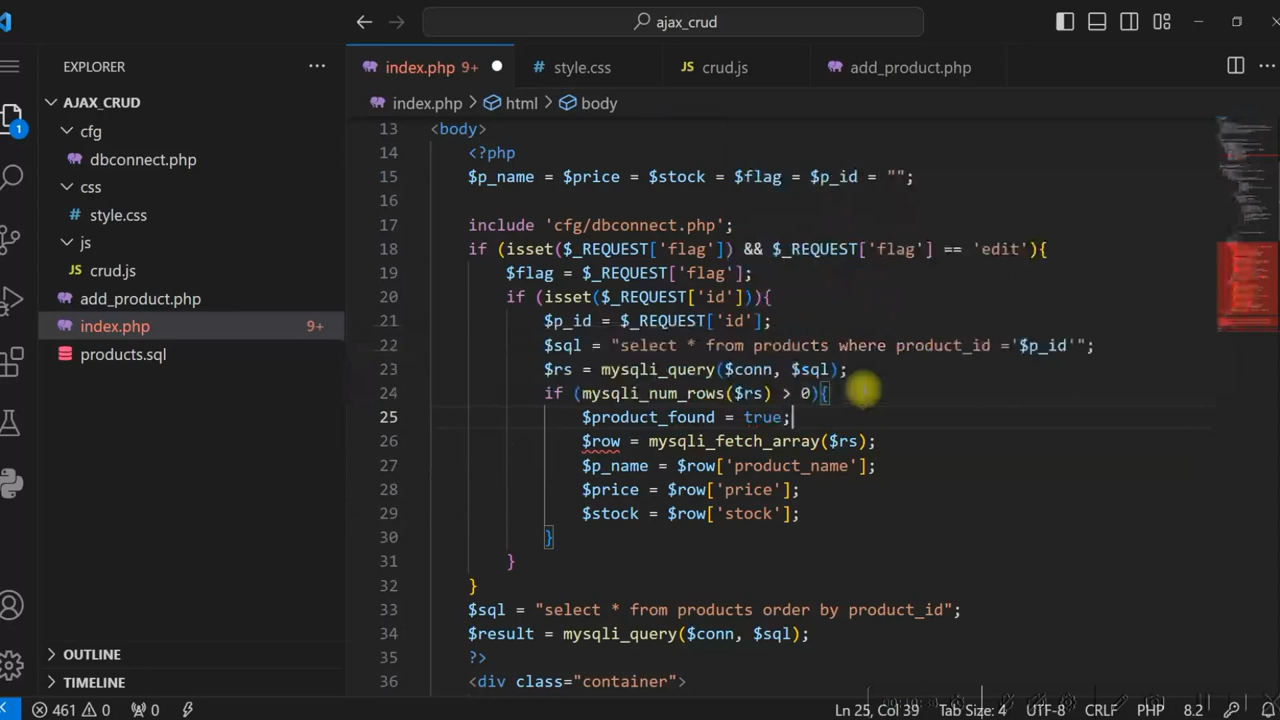 ajax_crud
EXPLORER
index.php 9+
style.css
JS crud.js
add_product.php
AJAX_CRUD
cfg
dbconnect.php
css
# style.css
js
JS crud.js
add_product.php
index.php 9+
products.sql
OUTLINE
TIMELINE
1
index.php > html > body
13 <body>
14 <?php
15 $p_name = $price = $stock = $flag = $p_id = "";
16
17 include 'cfg/dbconnect.php';
18 if (isset($_REQUEST['flag']) && $_REQUEST['flag'] == 'edit'){
19 $flag = $_REQUEST['flag'];
20 if (isset($_REQUEST['id'])){
21 $p_id = $_REQUEST['id'];
22 $sql = "select * from products where product_id ='$p_id'";
23 $rs = mysqli_query($conn, $sql);
24 if (mysqli_num_rows($rs) > 0){
25 $product_found = true;
26 $row = mysqli_fetch_array($rs);
27 $p_name = $row['product_name'];
28 $price = $row['price'];
29 $stock = $row['stock'];
30 }
31 }
32 }
33 $sql = "select * from products order by product_id";
34 $result = mysqli_query($conn, $sql);
35 ?>
36 <div class="container">
461 0 0
Ln 25, Col 39 Tab Size: 4 UTF-8 CRLF PHP 8.2